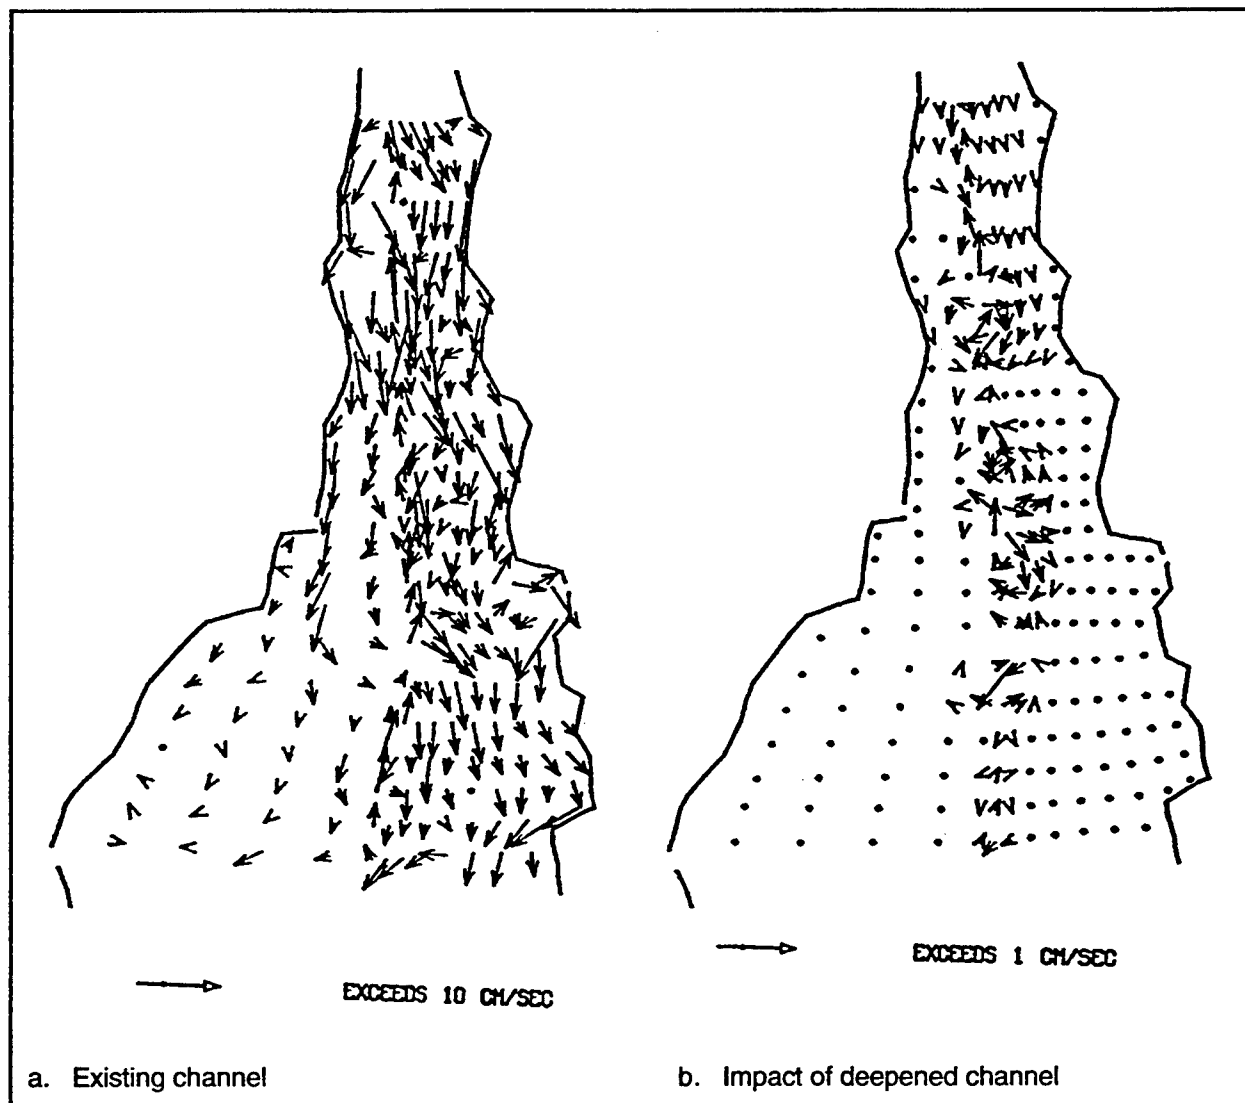 EXCEEDS 10 CM/SEC
EXCEEDS 1 CM/SEC
a. Existing channel
b. Impact of deepened channel